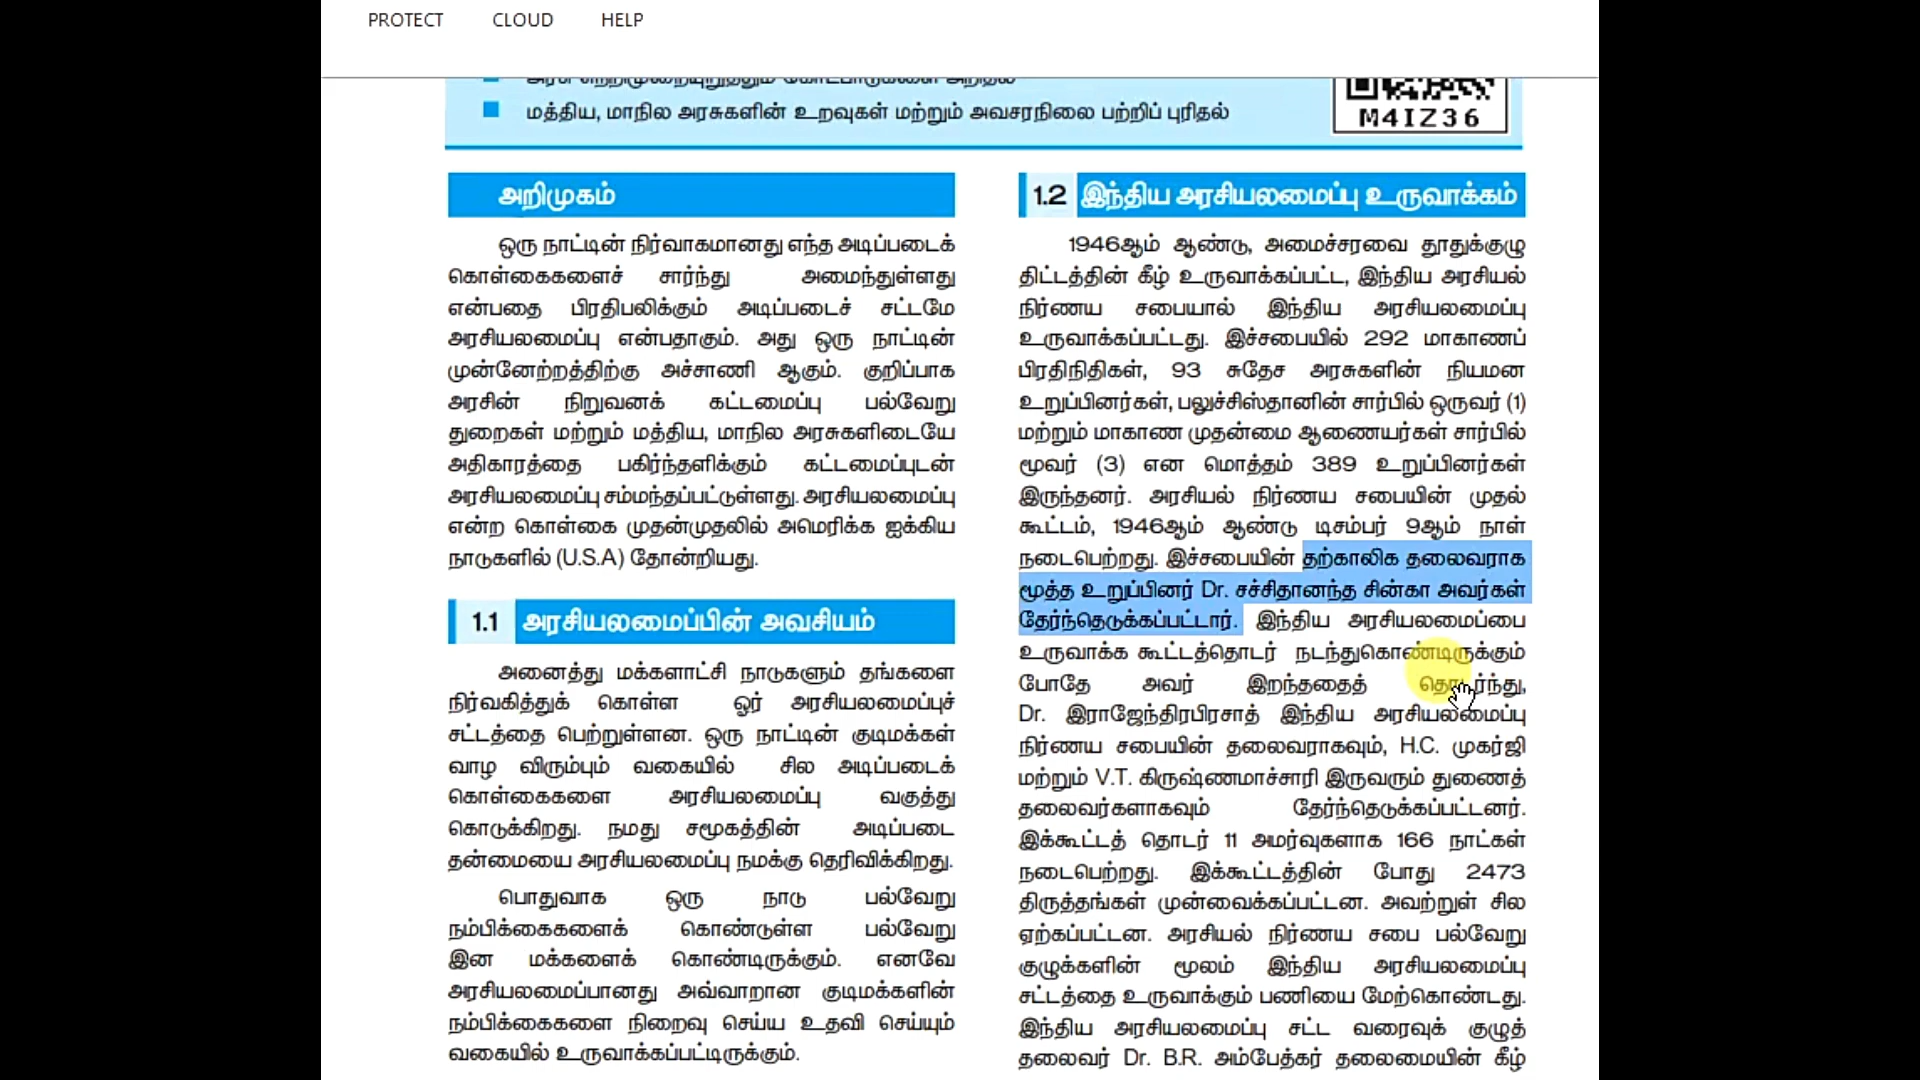 PROTECT CLOUD HELP
மத்திய, மாநில அரசுகளின் உறவுகள் மற்றும் அவசரநிலை பற்றிப் புரிதல்
M4IZ36
அறிமுகம்
ஒரு நாட்டின் நிர்வாகமானது எந்த அடிப்படைக்
கொள்கைகளைச் சார்ந்து அமைந்துள்ளது
என்பதை பிரதிபலிக்கும் அடிப்படைச் சட்டமே
அரசியலமைப்பு என்பதாகும். அது ஒரு நாட்டின்
முன்னேற்றத்திற்கு அச்சாணி ஆகும். குறிப்பாக
அரசின் நிறுவனக் கட்டமைப்பு பல்வேறு
துறைகள் மற்றும் மத்திய, மாநில அரசுகளிடையே
அதிகாரத்தை பகிர்ந்தளிக்கும் கட்டமைப்புடன்
அரசியலமைப்பு சம்மந்தப்பட்டுள்ளது. அரசியலமைப்பு
என்ற கொள்கை முதன்முதலில் அமெரிக்க ஐக்கிய
நாடுகளில் (U.S.A) தோன்றியது.
1.1 அரசியலமைப்பின் அவசியம்
அனைத்து மக்களாட்சி நாடுகளும் தங்களை
நிர்வகித்துக் கொள்ள ஓர் அரசியலமைப்புச்
சட்டத்தை பெற்றுள்ளன. ஒரு நாட்டின் குடிமக்கள்
வாழ விரும்பும் வகையில் சில அடிப்படைக்
கொள்கைகளை அரசியலமைப்பு வகுத்து
கொடுக்கிறது. நமது சமூகத்தின் அடிப்படை
தன்மையை அரசியலமைப்பு நமக்கு தெரிவிக்கிறது.
பொதுவாக ஒரு நாடு பல்வேறு
நம்பிக்கைகளைக் கொண்டுள்ள பல்வேறு
இன மக்களைக் கொண்டிருக்கும். எனவே
அரசியலமைப்பானது அவ்வாறான குடிமக்களின்
நம்பிக்கைகளை நிறைவு செய்ய உதவி செய்யும்
வகையில் உருவாக்கப்பட்டிருக்கும்.
1.2 இந்திய அரசியலமைப்பு உருவாக்கம்
1946ஆம் ஆண்டு, அமைச்சரவை தூதுக்குழு
திட்டத்தின் கீழ் உருவாக்கப்பட்ட, இந்திய அரசியல்
நிர்ணய சபையால் இந்திய அரசியலமைப்பு
உருவாக்கப்பட்டது. இச்சபையில் 292 மாகாணப்
பிரதிநிதிகள், 93 சுதேச அரசுகளின் நியமன
உறுப்பினர்கள், பலுச்சிஸ்தானின் சார்பில் ஒருவர் (1)
மற்றும் மாகாண முதன்மை ஆணையர்கள் சார்பில்
மூவர் (3) என மொத்தம் 389 உறுப்பினர்கள்
இருந்தனர். அரசியல் நிர்ணய சபையின் முதல்
கூட்டம், 1946ஆம் ஆண்டு டிசம்பர் 9ஆம் நாள்
நடைபெற்றது. இச்சபையின் தற்காலிக தலைவராக
மூத்த உறுப்பினர் Dr. சச்சிதானந்த சின்கா அவர்கள்
தேர்ந்தெடுக்கப்பட்டார். இந்திய அரசியலமைப்பை
உருவாக்க கூட்டத்தொடர் நடந்துகொண்டிருக்கும்
போதே அவர் இறந்ததைத் தொடர்ந்து,
Dr. இராஜேந்திரபிரசாத் இந்திய அரசியலமைப்பு
நிர்ணய சபையின் தலைவராகவும், H.C. முகர்ஜி
மற்றும் V.T. கிருஷ்ணமாச்சாரி இருவரும் துணைத்
தலைவர்களாகவும் தேர்ந்தெடுக்கப்பட்டனர்.
இக்கூட்டத் தொடர் 11 அமர்வுகளாக 166 நாட்கள்
நடைபெற்றது. இக்கூட்டத்தின் போது 2473
திருத்தங்கள் முன்வைக்கப்பட்டன. அவற்றுள் சில
ஏற்கப்பட்டன. அரசியல் நிர்ணய சபை பல்வேறு
குழுக்களின் மூலம் இந்திய அரசியலமைப்பு
சட்டத்தை உருவாக்கும் பணியை மேற்கொண்டது.
இந்திய அரசியலமைப்பு சட்ட வரைவுக் குழுத்
தலைவர் Dr. B.R. அம்பேத்கர் தலைமையின் கீழ்